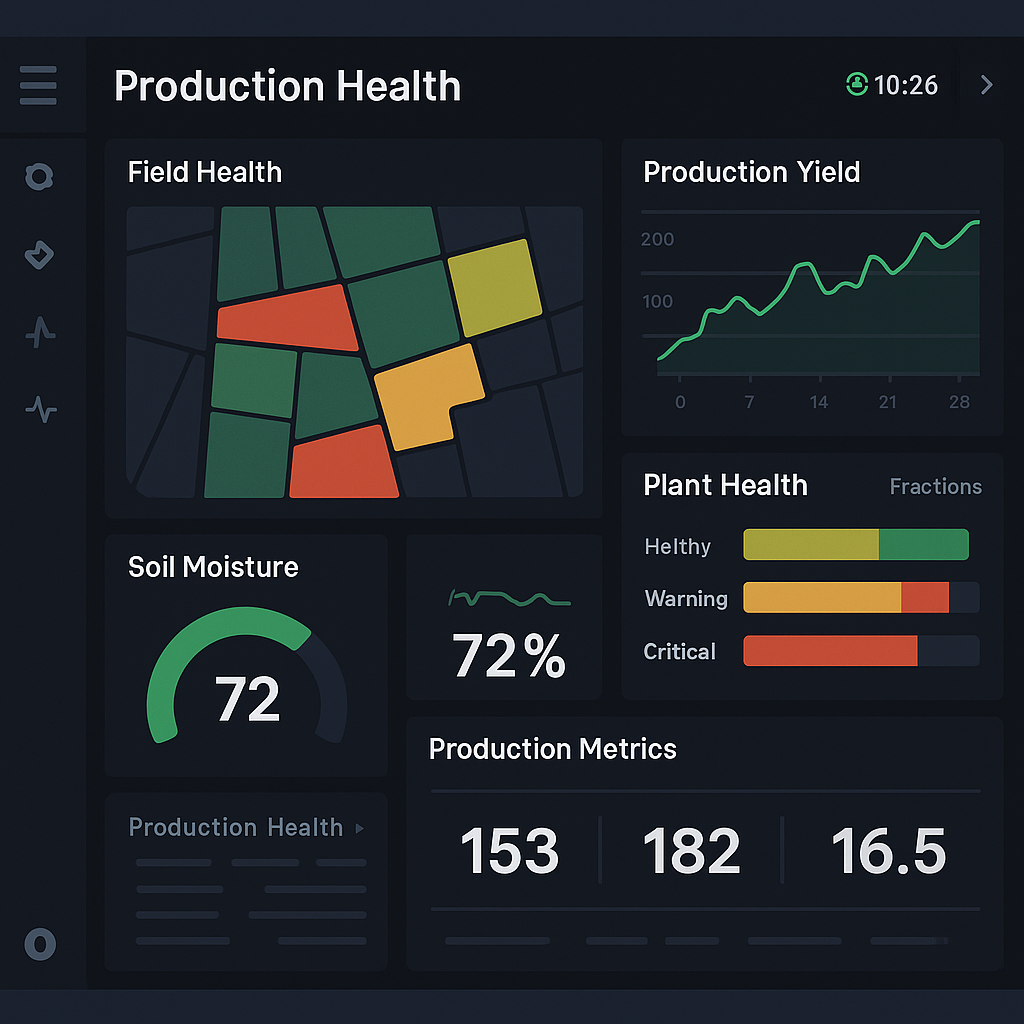 Production Health
10:26
Field Health
Production Yield
200
100
0 7 14 21 28
Plant Health
Fractions
Helthy
Warning
Critical
Soil Moisture
72
72%
Production Metrics
153
182
16.5
Production Health